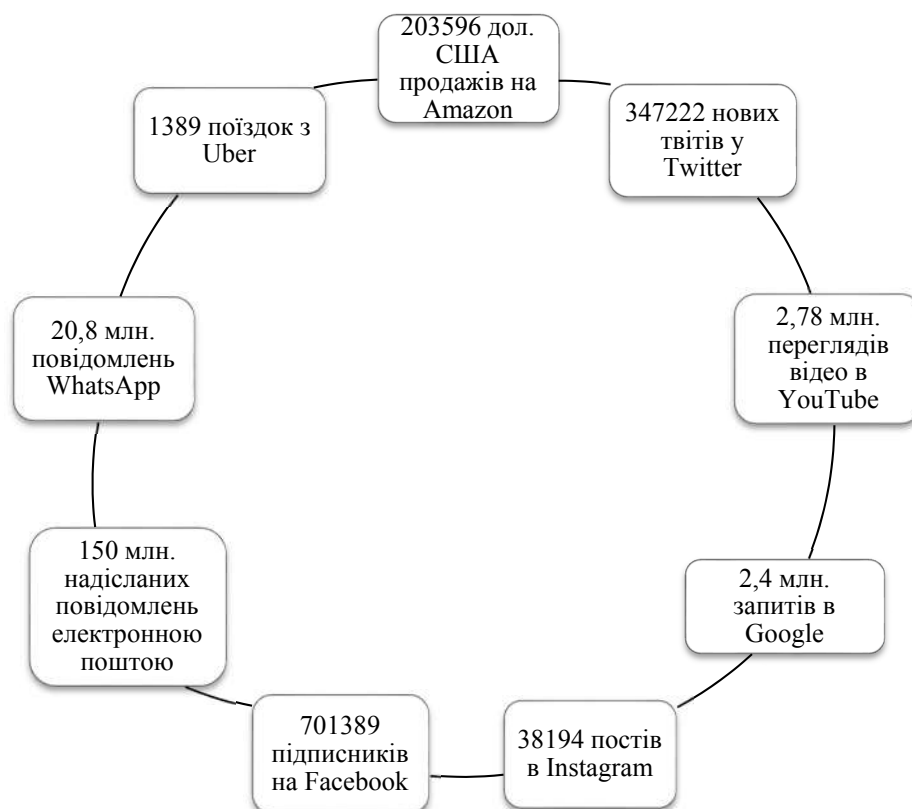 203596 дол.
США
продажів на
Amazon
347222 нових
твітів у
Twitter
2,78 млн.
переглядів
відео в
YouTube
2,4 млн.
запитів в
Google
38194 постів
в Instagram
701389
підписників
на Facebook
150 млн.
надісланих
повідомлень
електронною
поштою
20,8 млн.
повідомлень
WhatsApp
1389 поїздок з
Uber